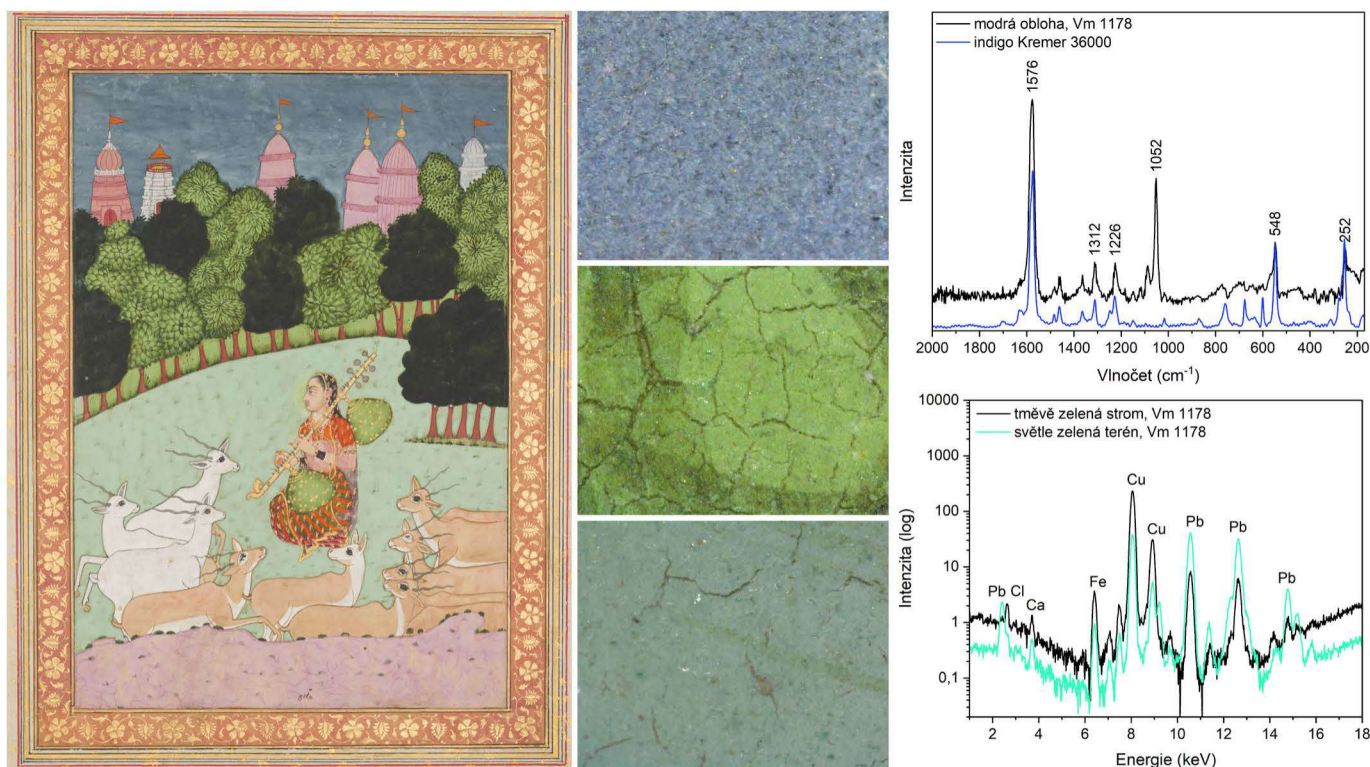 modrá obloha, Vm 1178
indigo Kremer 36000
Intenzita
1576
1312
1226
1052
548
252
2000 1800 1600 1400 1200 1000 800 600 400 200
Vlnočet (cm⁻¹)
tměvě zelená strom, Vm 1178
světle zelená terén, Vm 1178
Intenzita (log)
10000
1000
100
10
1
0,1
Pb Cl Ca Fe Cu Cu Pb Pb Pb
2 4 6 8 10 12 14 16 18
Energie (keV)